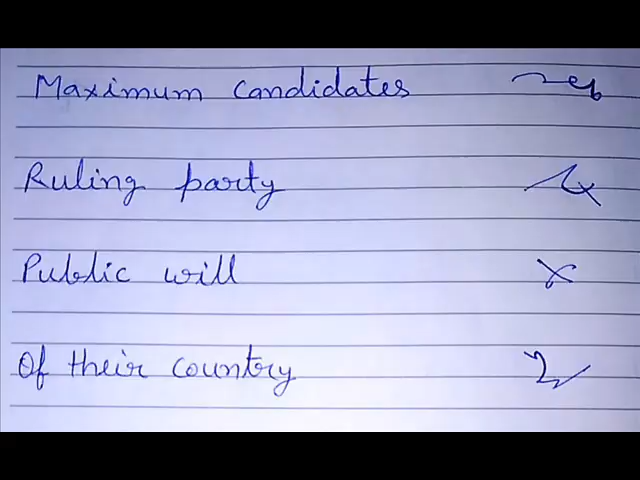 Maximum candidates
Ruling party
Public will
Of their country